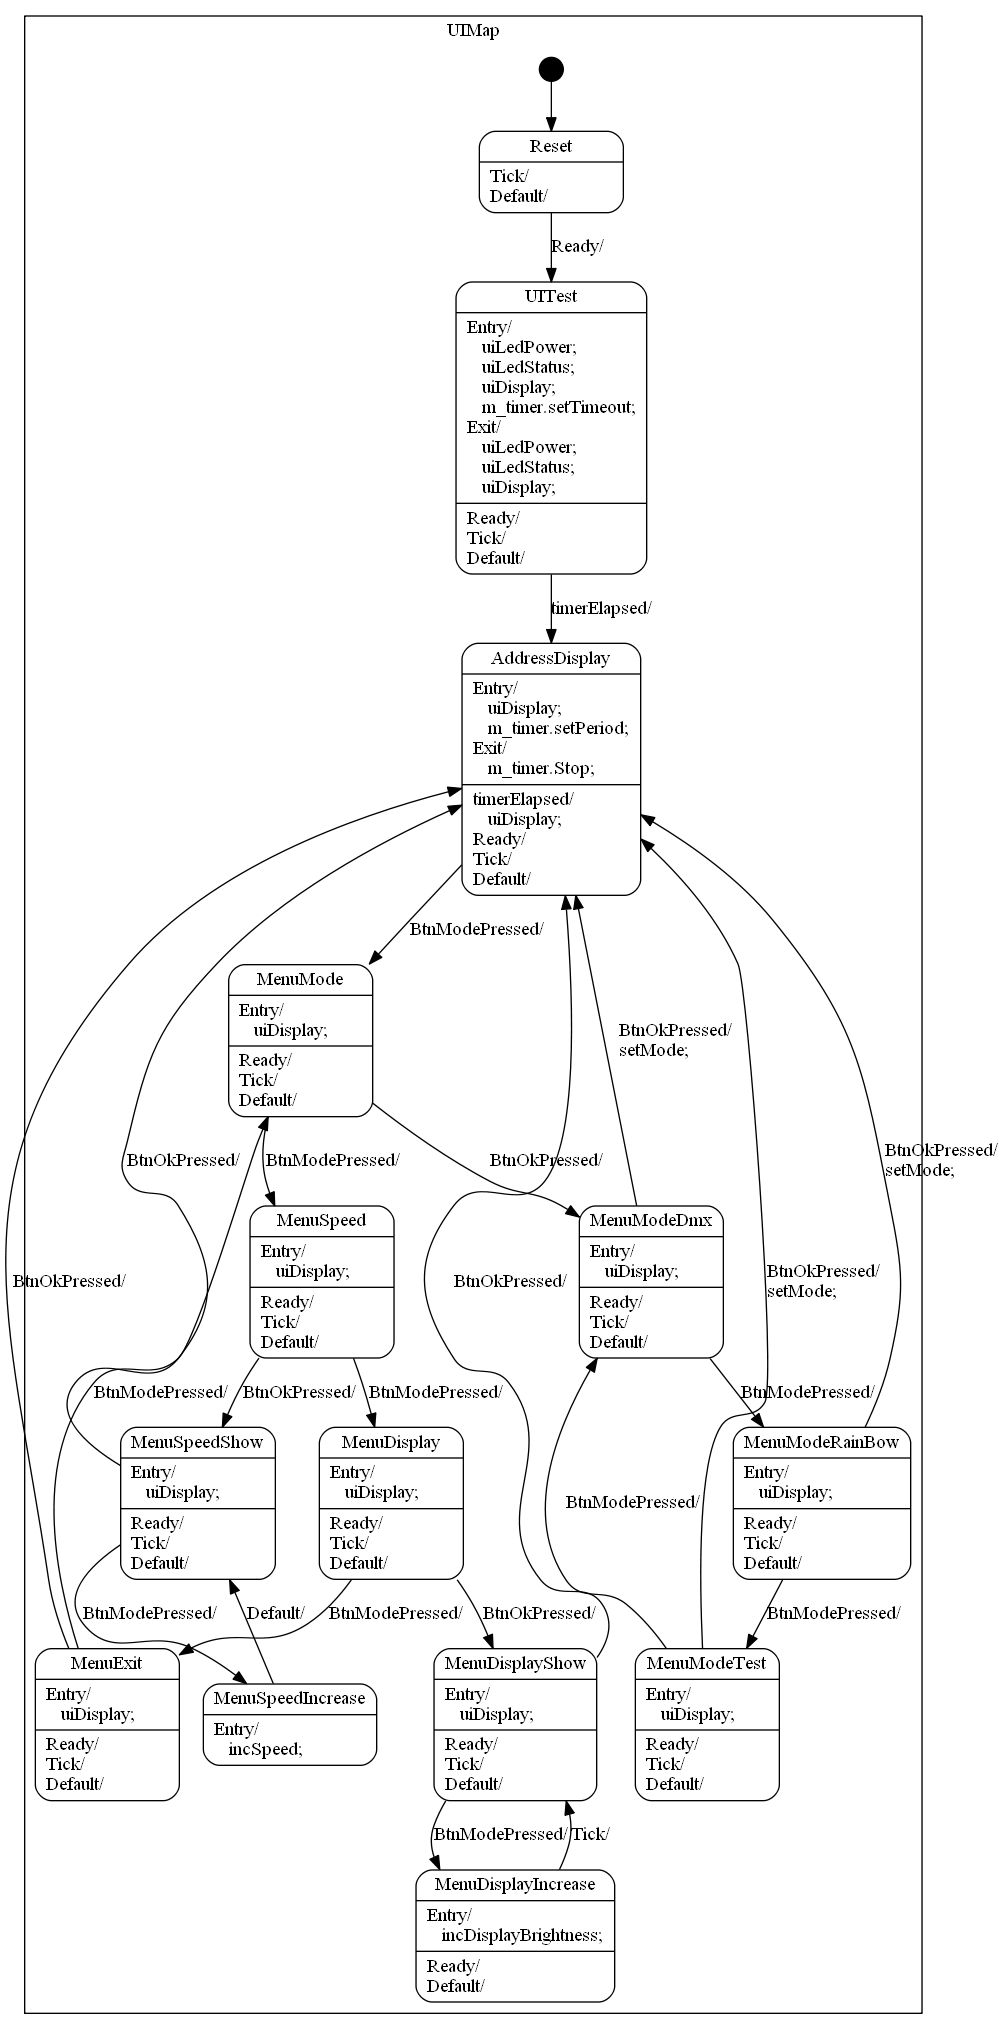 UIMap
Reset
Tick/
Default/
Ready/
UITest
Entry/
uiLedPower;
uiLedStatus;
uiDisplay;
m_timer.setTimeout;
Exit/
uiLedPower;
uiLedStatus;
uiDisplay;
Ready/
Tick/
Default/
timerElapsed/
AddressDisplay
Entry/
uiDisplay;
m_timer.setPeriod;
Exit/
m_timer.Stop;
timerElapsed/
uiDisplay;
Ready/
Tick/
Default/
BtnModePressed/
MenuMode
Entry/
uiDisplay;
Ready/
Tick/
Default/
BtnOkPressed/
setMode;
BtnOkPressed/
BtnModePressed/
BtnOkPressed/
BtnOkPressed/
setMode;
MenuSpeed
Entry/
uiDisplay;
Ready/
Tick/
Default/
MenuModeDmx
Entry/
uiDisplay;
Ready/
Tick/
Default/
BtnOkPressed/
BtnOkPressed/
BtnOkPressed/
setMode;
BtnModePressed/
BtnOkPressed/
BtnModePressed/
BtnModePressed/
MenuSpeedShow
Entry/
uiDisplay;
Ready/
Tick/
Default/
MenuDisplay
Entry/
uiDisplay;
Ready/
Tick/
Default/
BtnModePressed/
MenuModeRainBow
Entry/
uiDisplay;
Ready/
Tick/
Default/
BtnModePressed/
Default/
BtnModePressed/
BtnOkPressed/
BtnModePressed/
MenuExit
Entry/
uiDisplay;
Ready/
Tick/
Default/
MenuSpeedIncrease
Entry/
incSpeed;
MenuDisplayShow
Entry/
uiDisplay;
Ready/
Tick/
Default/
MenuModeTest
Entry/
uiDisplay;
Ready/
Tick/
Default/
BtnModePressed/
Tick/
MenuDisplayIncrease
Entry/
incDisplayBrightness;
Ready/
Default/